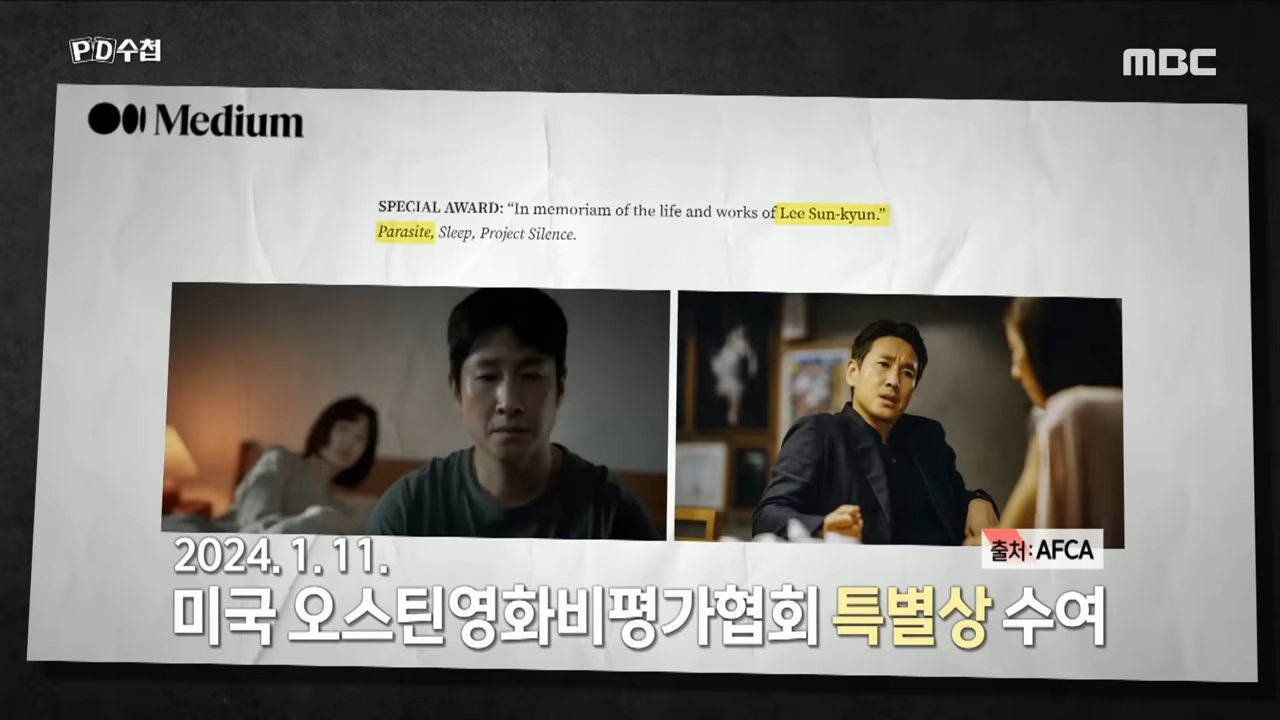 PD수첩
MBC
Medium
SPECIAL AWARD: “In memoriam of the life and works of Lee Sun-kyun.”
Parasite, Sleep, Project Silence.
출처: AFCA
2024. 1. 11.
미국 오스틴영화비평가협회 특별상 수여